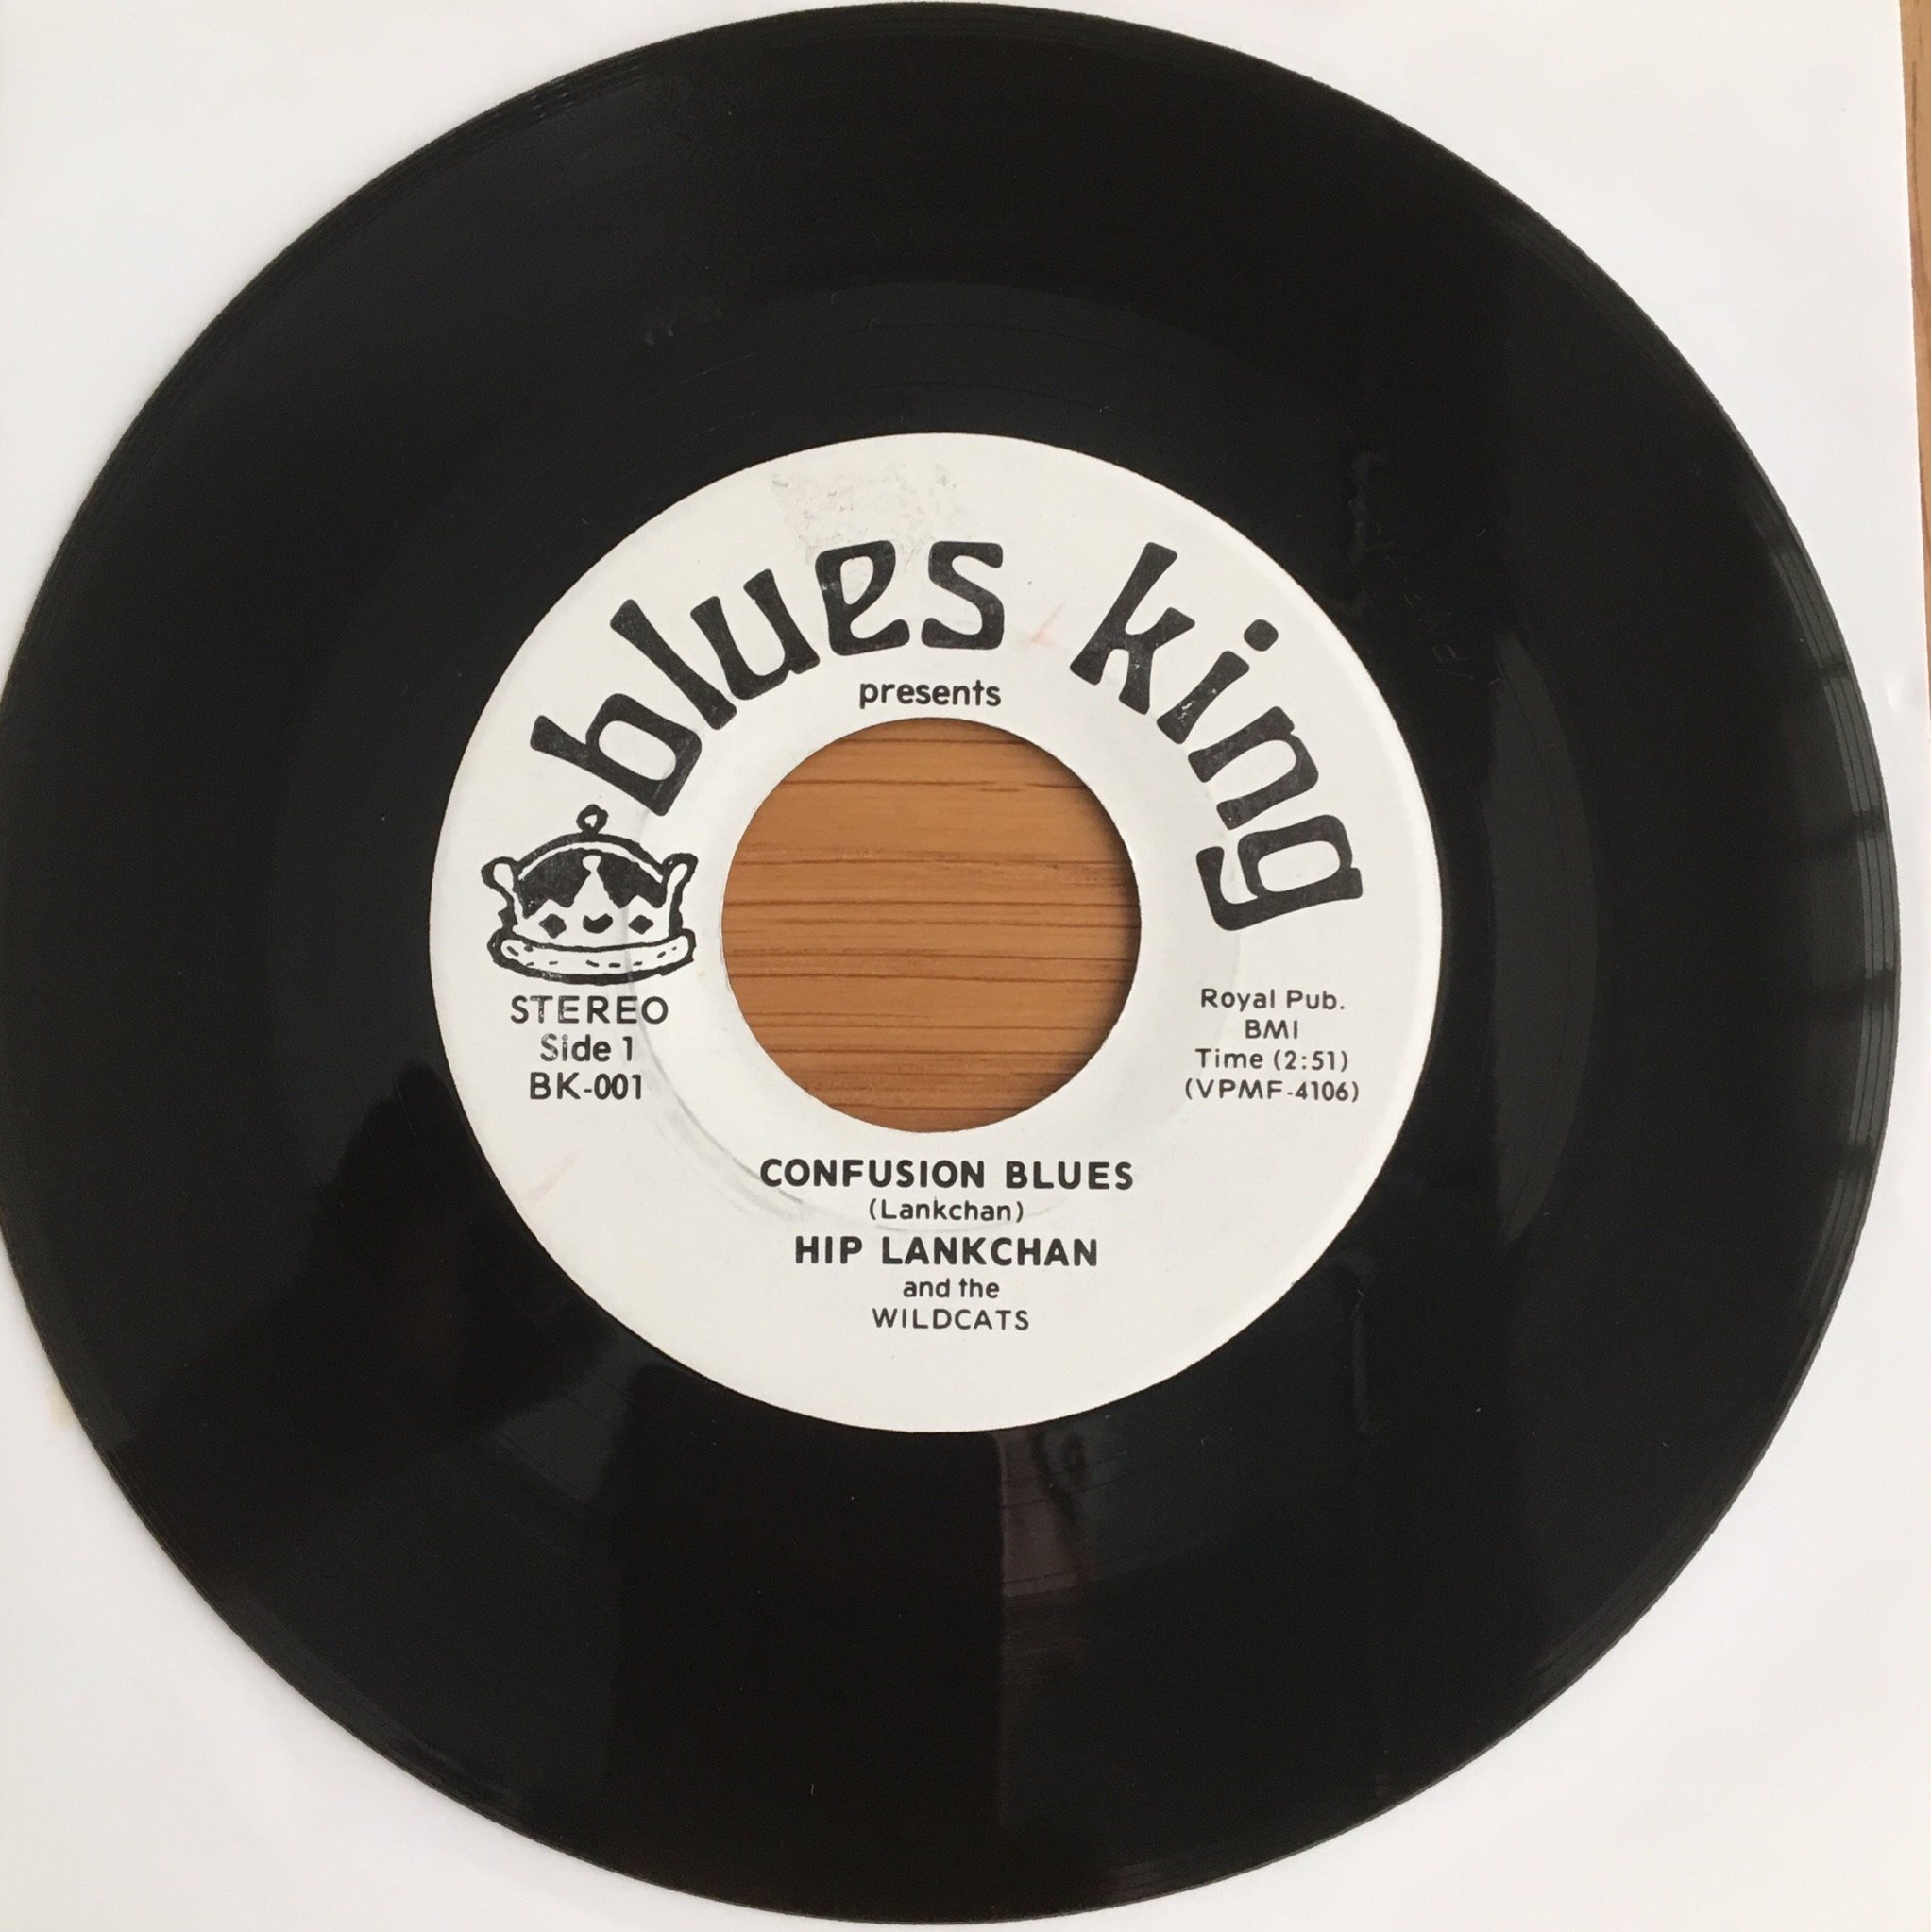 blues king
presents
STEREO
Side 1
BK-001
Royal Pub.
BMI
Time (2:51)
(VPMF-4106)
CONFUSION BLUES
(Lankchan)
HIP LANKCHAN
and the
WILDCATS